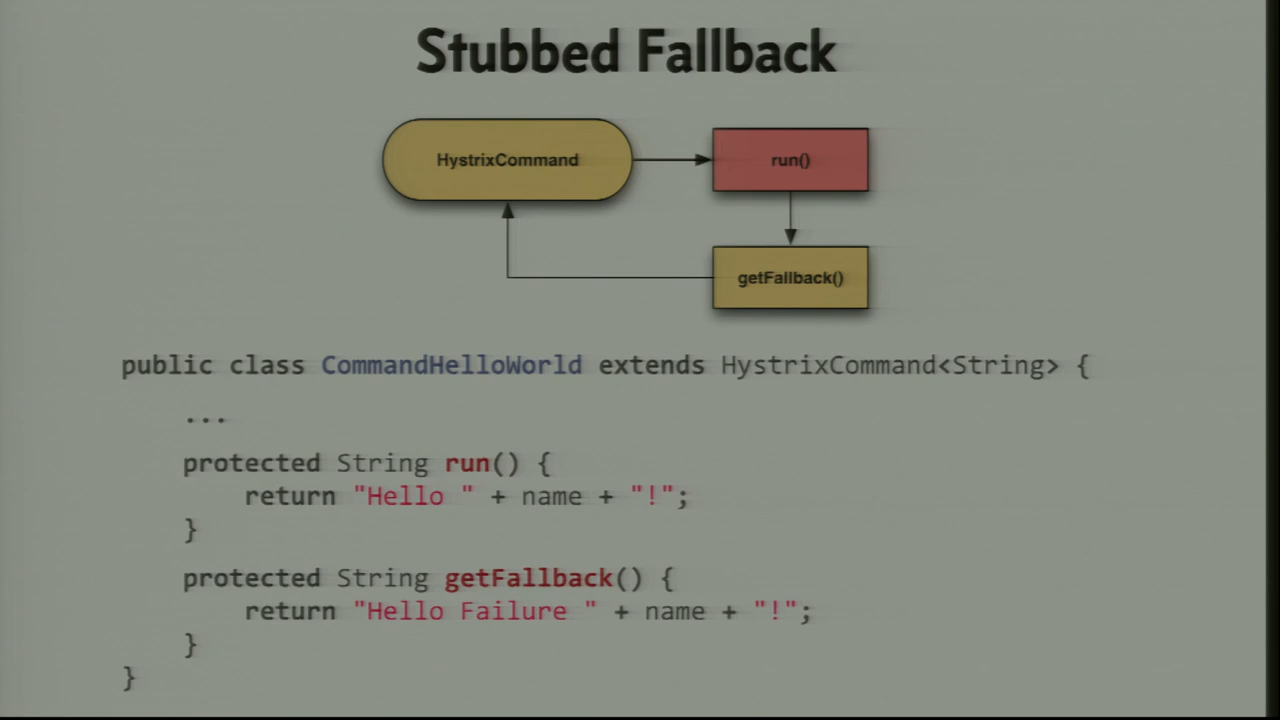 Stubbed Fallback
HystrixCommand
run()
getFallback()
public class CommandHelloWorld extends HystrixCommand<String> {
...
protected String run() {
return "Hello " + name + "!";
}
protected String getFallback() {
return "Hello Failure " + name + "!";
}
}